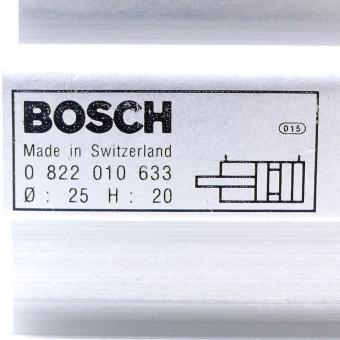 BOSCH
015
Made in Switzerland
0 822 010 633
Ø : 25 H : 20